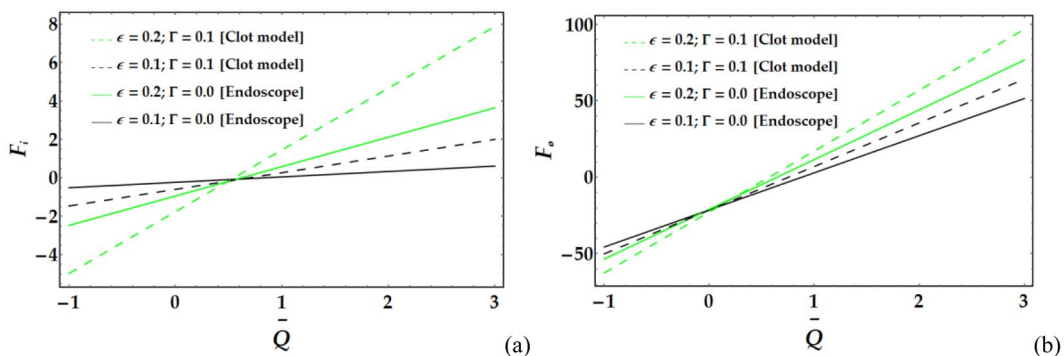 8
6
4
2
0
−2
−4
F_i
ϵ = 0.2; Γ = 0.1 [Clot model]
ϵ = 0.1; Γ = 0.1 [Clot model]
ϵ = 0.2; Γ = 0.0 [Endoscope]
ϵ = 0.1; Γ = 0.0 [Endoscope]
−1 0 1 2 3
Q̄
(a)
100
50
0
−50
F_o
ϵ = 0.2; Γ = 0.1 [Clot model]
ϵ = 0.1; Γ = 0.1 [Clot model]
ϵ = 0.2; Γ = 0.0 [Endoscope]
ϵ = 0.1; Γ = 0.0 [Endoscope]
−1 0 1 2 3
Q̄
(b)